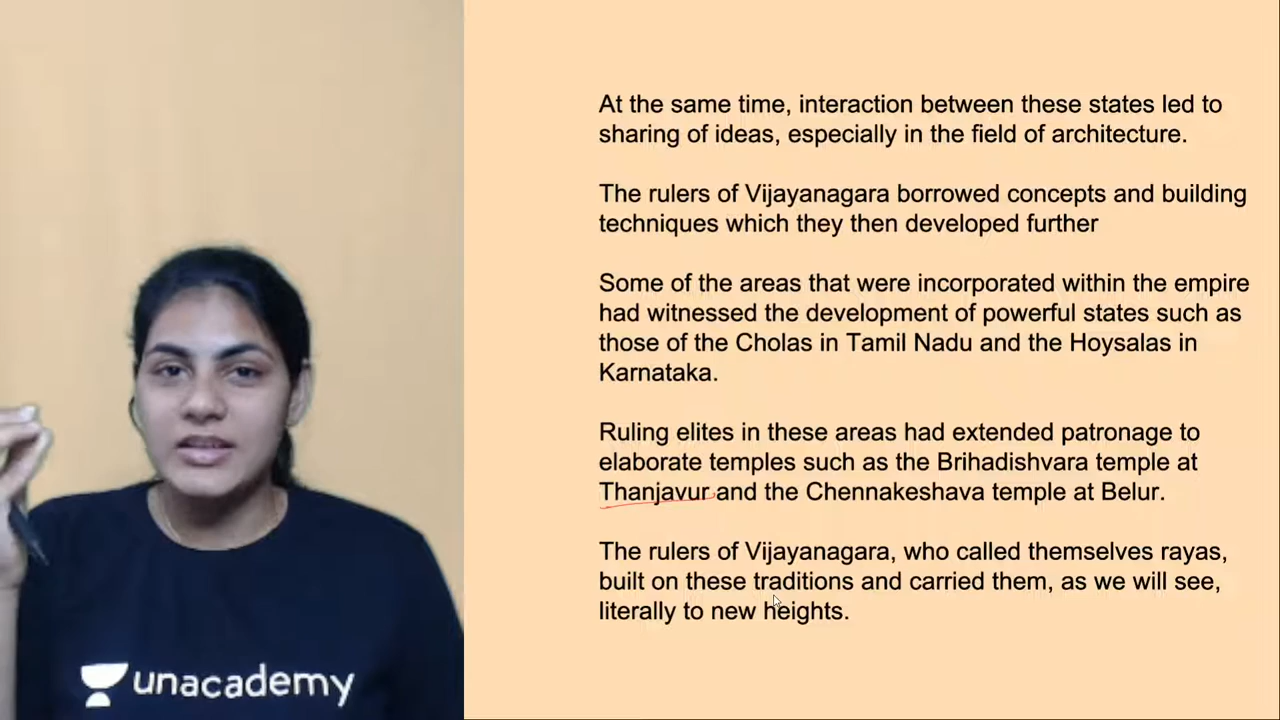 At the same time, interaction between these states led to
sharing of ideas, especially in the field of architecture.
The rulers of Vijayanagara borrowed concepts and building
techniques which they then developed further
Some of the areas that were incorporated within the empire
had witnessed the development of powerful states such as
those of the Cholas in Tamil Nadu and the Hoysalas in
Karnataka.
Ruling elites in these areas had extended patronage to
elaborate temples such as the Brihadishvara temple at
Thanjavur and the Chennakeshava temple at Belur.
The rulers of Vijayanagara, who called themselves rayas,
built on these traditions and carried them, as we will see,
literally to new heights.
unacademy